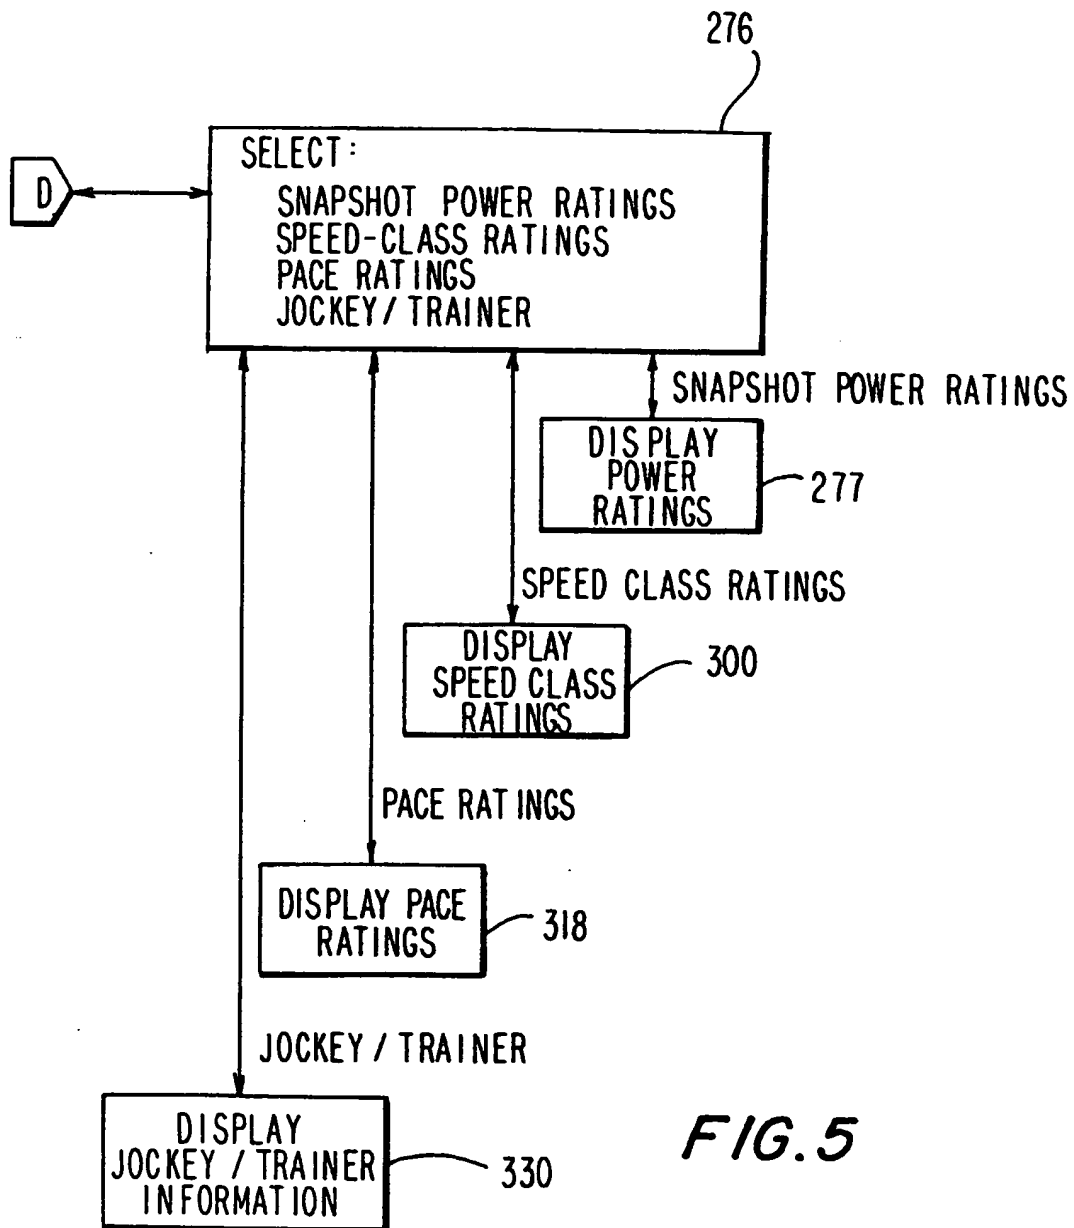 276
SELECT:
D
SNAPSHOT POWER RATINGS
SPEED-CLASS RATINGS
PACE RATINGS
JOCKEY/TRAINER
SNAPSHOT POWER RATINGS
DISPLAY
POWER
RATINGS
277
SPEED CLASS RATINGS
DISPLAY
SPEED CLASS
RATINGS
300
PACE RATINGS
DISPLAY PACE
RATINGS
318
JOCKEY / TRAINER
DISPLAY
JOCKEY / TRAINER
INFORMATION
330
FIG. 5